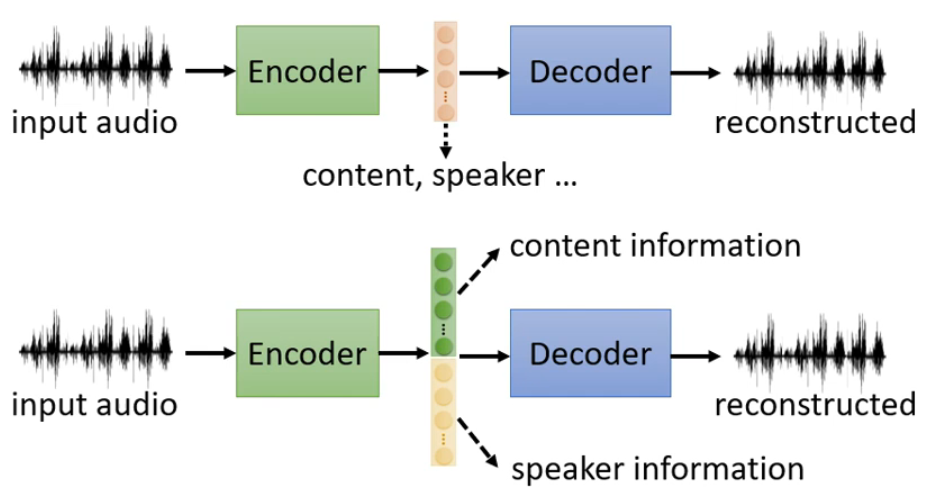 Encoder
Decoder
input audio
reconstructed
content, speaker ...
content information
Encoder
Decoder
input audio
reconstructed
speaker information